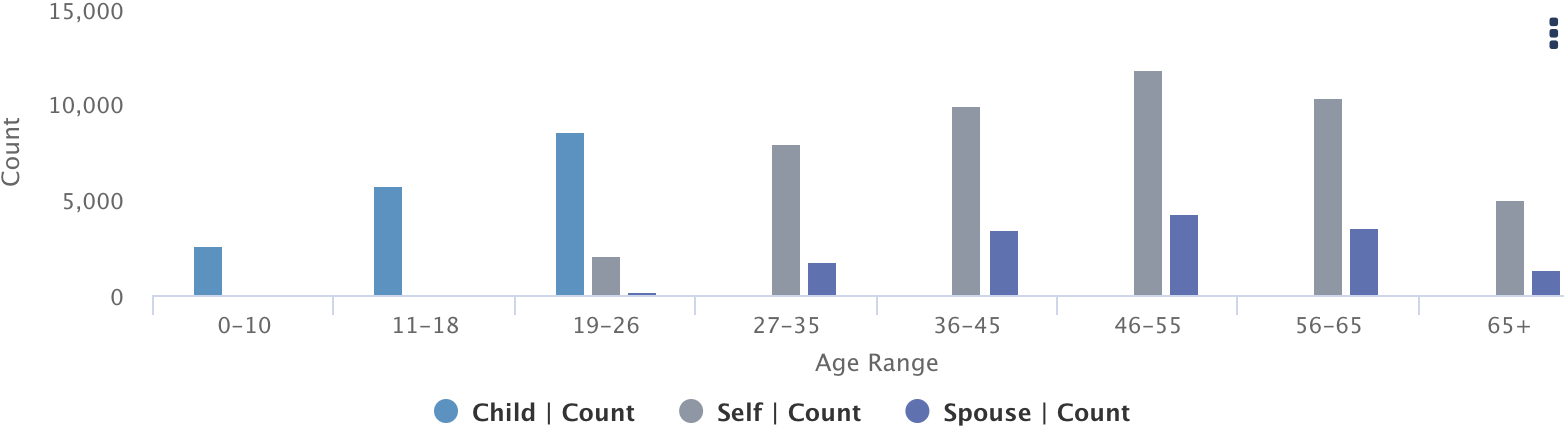 15,000
10,000
5,000
0
Count
0–10 11–18 19–26 27–35 36–45 46–55 56–65 65+
Age Range
Child | Count Self | Count Spouse | Count